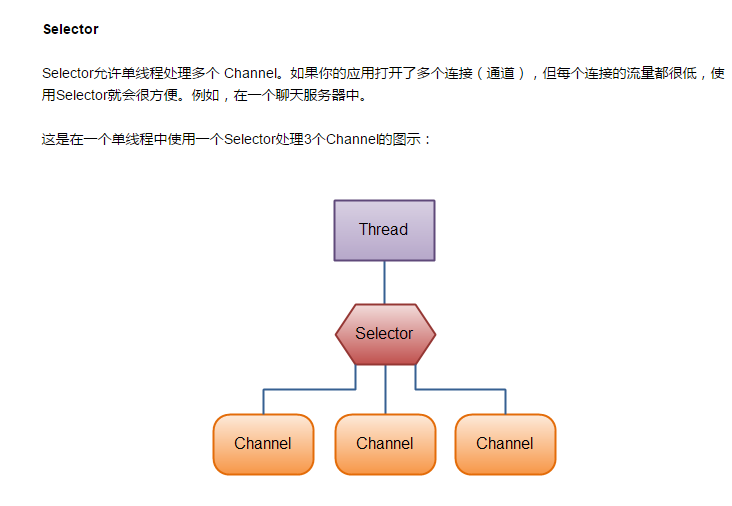 Selector
Selector允许单线程处理多个 Channel。如果你的应用打开了多个连接（通道），但每个连接的流量都很低，使
用Selector就会很方便。例如，在一个聊天服务器中。
这是在一个单线程中使用一个Selector处理3个Channel的图示：
Thread
Selector
Channel
Channel
Channel